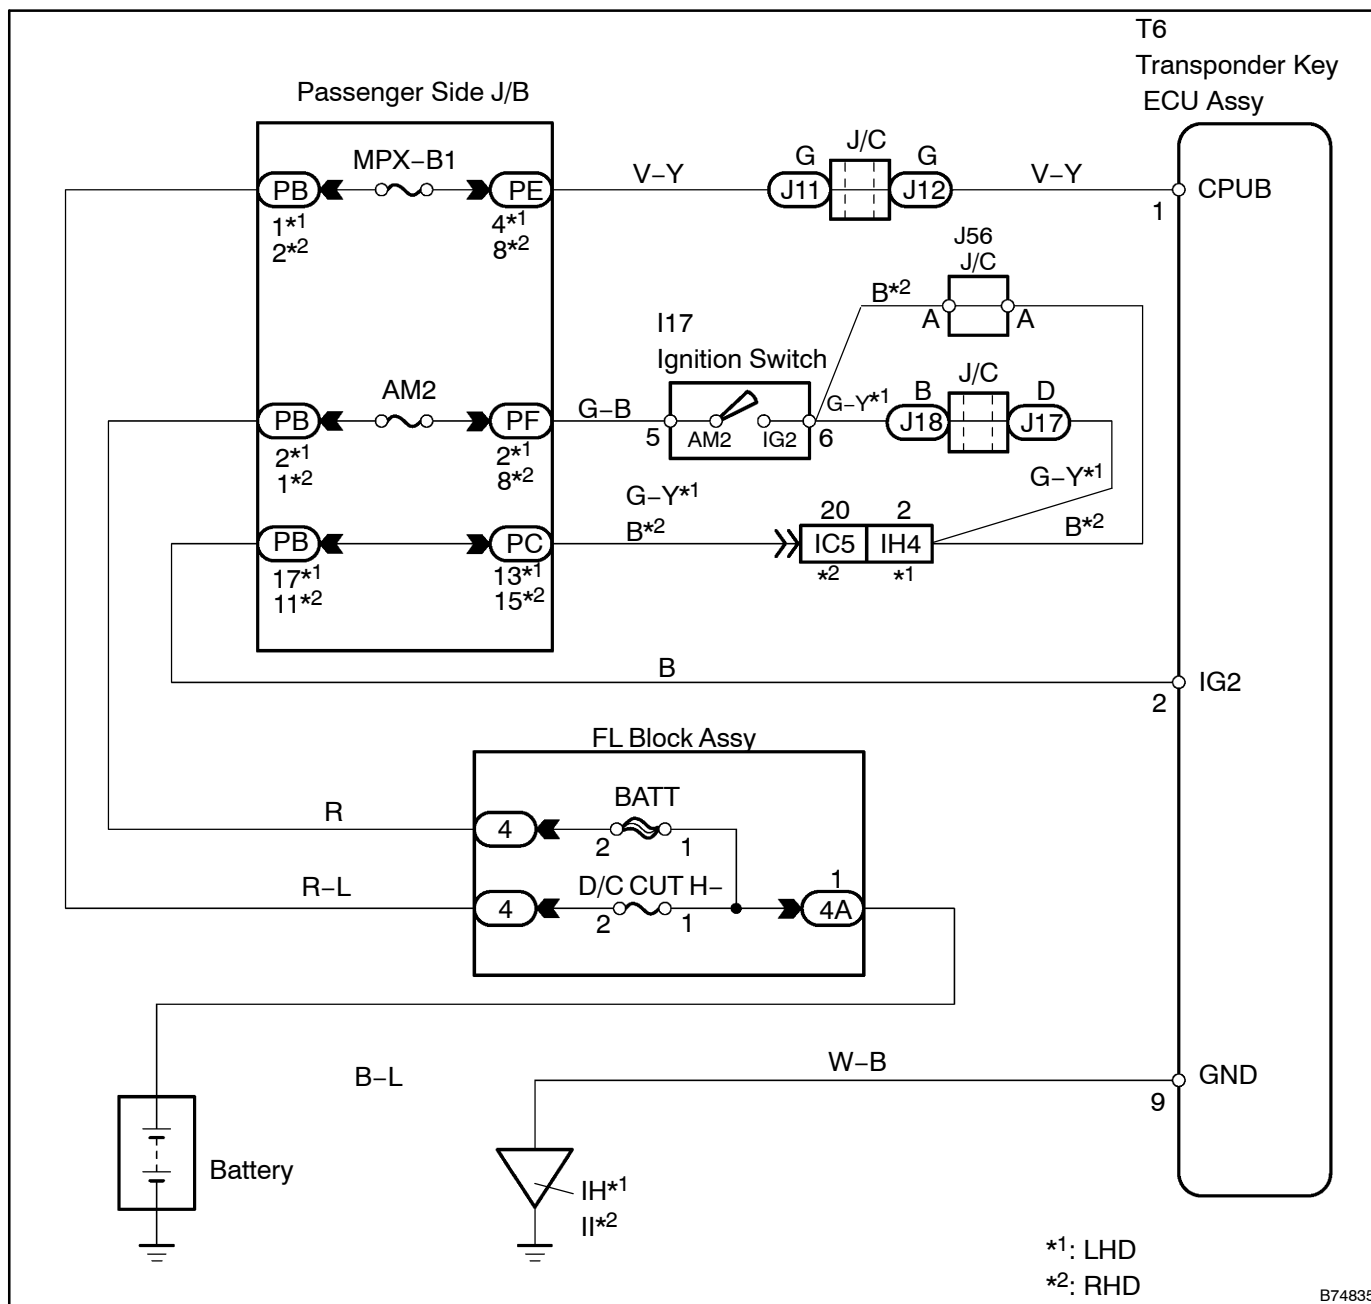 T6
Transponder Key
ECU Assy
Passenger Side J/B
MPX–B1
PB
PE
1*1
2*2
4*1
8*2
V–Y
G
J/C
G
J11
J12
V–Y
1
CPUB
J56
J/C
B*2
A
A
I17
Ignition Switch
AM2
PB
PF
2*1
1*2
2*1
8*2
G–B
5
AM2
IG2
6
G–Y*1
B
J/C
D
J18
J17
G–Y*1
G–Y*1
B*2
20
2
IC5
IH4
*2
*1
B*2
PB
PC
17*1
11*2
13*1
15*2
B
2
IG2
FL Block Assy
BATT
R
4
2
1
R–L
D/C CUT H–
4
2
1
1
4A
B–L
W–B
9
GND
Battery
IH*1
II*2
*1: LHD
*2: RHD
B74835